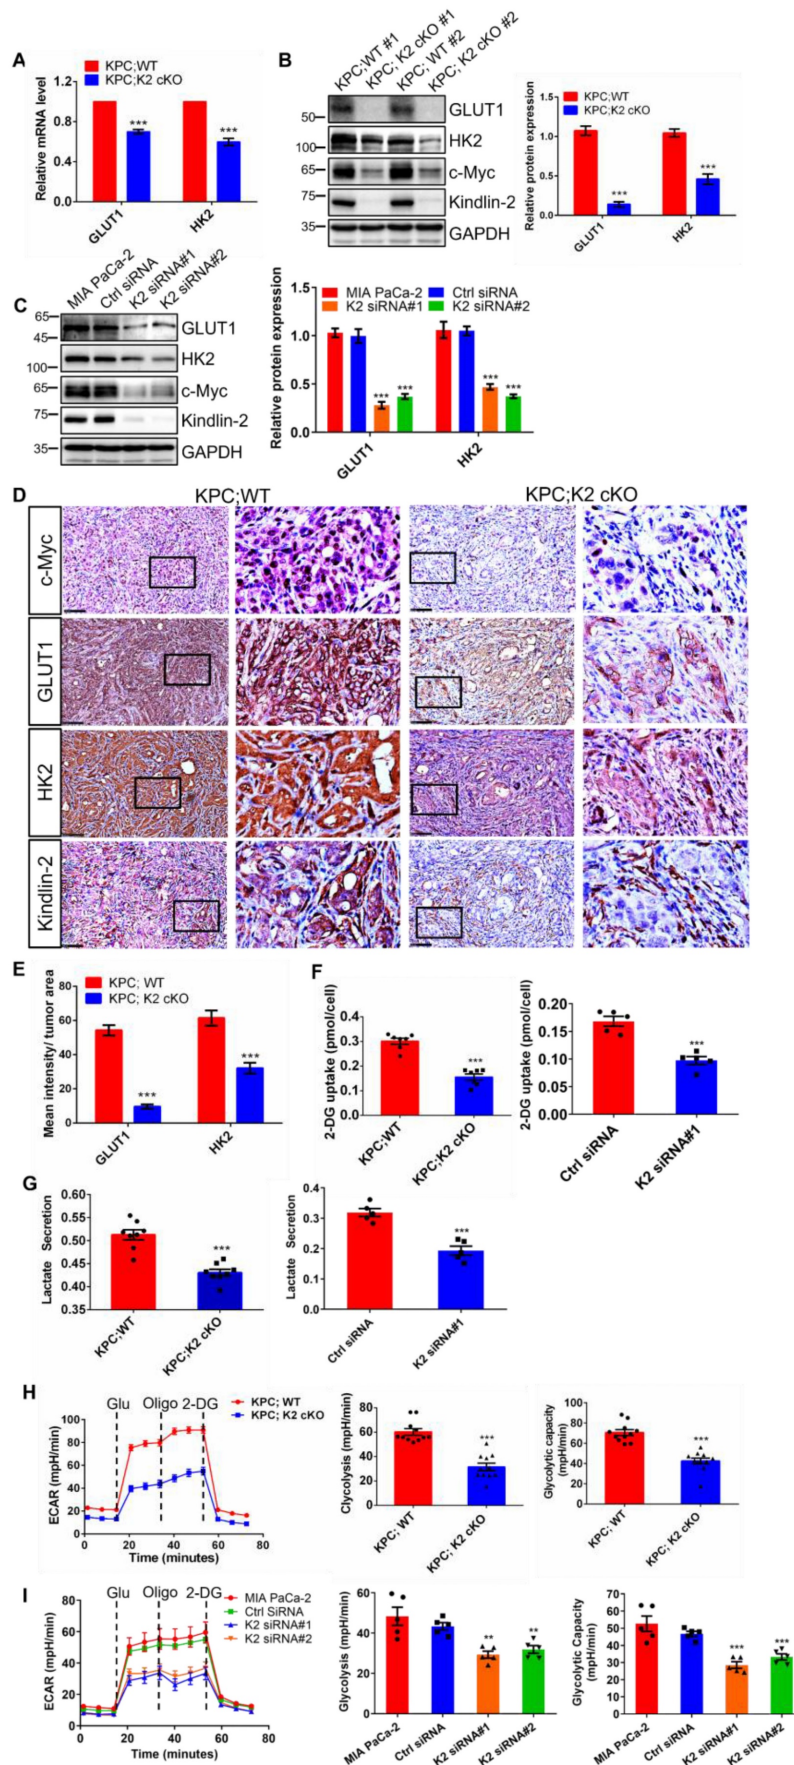 A
KPC;WT
KPC;K2 cKO
Relative mRNA level
1.2
0.8
0.4
0.0
***
***
GLUT1
HK2
B
KPC;WT #1
KPC; K2 cKO #1
KPC; WT #2
KPC; K2 cKO #2
50
GLUT1
100
HK2
65
c-Myc
75
Kindlin-2
35
GAPDH
KPC;WT
KPC;K2 cKO
Relative protein expression
1.5
1.0
0.5
0.0
***
***
GLUT1
HK2
C
MIA PaCa-2
Ctrl siRNA
K2 siRNA#1
K2 siRNA#2
65
45
GLUT1
100
HK2
65
c-Myc
75
Kindlin-2
35
GAPDH
MIA PaCa-2
Ctrl siRNA
K2 siRNA#1
K2 siRNA#2
Relative protein expression
1.5
1.0
0.5
0.0
***
***
***
***
GLUT1
HK2
D
KPC;WT
KPC;K2 cKO
c-Myc
GLUT1
HK2
Kindlin-2
E
KPC; WT
KPC; K2 cKO
Mean intensity/ tumor area
80
60
40
20
0
***
***
GLUT1
HK2
F
2-DG uptake (pmol/cell)
0.4
0.3
0.2
0.1
0.0
***
KPC;WT
KPC;K2 cKO
2-DG uptake (pmol/cell)
0.20
0.15
0.10
0.05
0.00
***
Ctrl siRNA
K2 siRNA#1
G
Lactate Secretion
0.60
0.55
0.50
0.45
0.40
0.35
***
KPC;WT
KPC;K2 cKO
Lactate Secretion
0.4
0.3
0.2
0.1
0.0
***
Ctrl siRNA
K2 siRNA#1
H
Glu
Oligo
2-DG
KPC; WT
KPC; K2 cKO
ECAR (mpH/min)
100
80
60
40
20
0
0
20
40
60
80
Time (minutes)
Clycolysis (mpH/min)
100
80
60
40
20
0
***
KPC; WT
KPC; K2 cKO
Glycolytic capacity
(mpH/min)
100
80
60
40
20
0
***
KPC; WT
KPC; K2 cKO
I
Glu
Oligo
2-DG
MIA PaCa-2
Ctrl SiRNA
K2 siRNA#1
K2 siRNA#2
ECAR (mpH/min)
80
60
40
20
0
0
20
40
60
80
Time (minutes)
Glycolysis (mpH/min)
60
40
20
0
**
**
MIA PaCa-2
Ctrl siRNA
K2 siRNA#1
K2 siRNA#2
Glycolytic Capacity
(mpH/min)
70
60
50
40
30
20
10
0
***
***
MIA PaCa-2
Ctrl siRNA
K2 siRNA#1
K2 siRNA#2